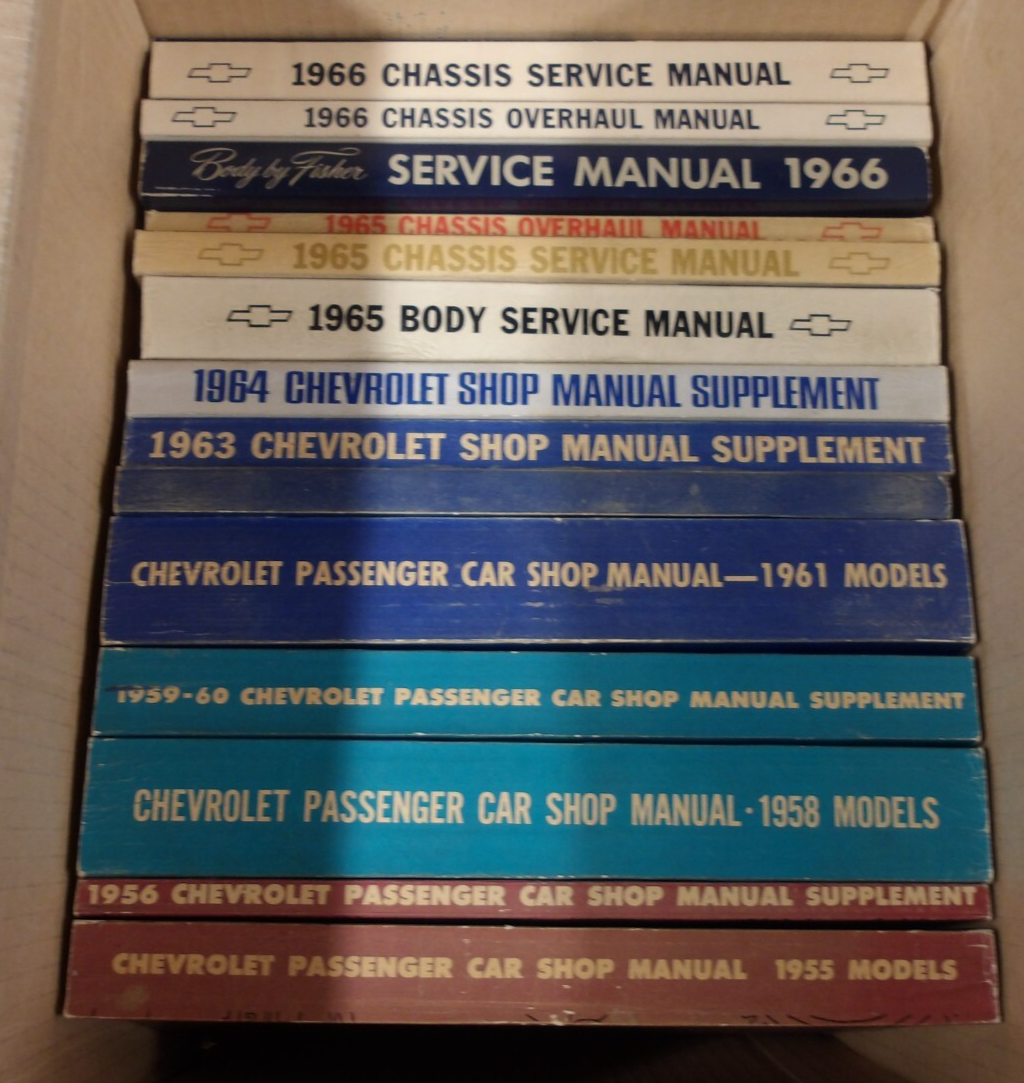 1966 CHASSIS SERVICE MANUAL
1966 CHASSIS OVERHAUL MANUAL
Body by Fisher SERVICE MANUAL 1966
1965 CHASSIS OVERHAUL MANUAL
1965 CHASSIS SERVICE MANUAL
1965 BODY SERVICE MANUAL
1964 CHEVROLET SHOP MANUAL SUPPLEMENT
1963 CHEVROLET SHOP MANUAL SUPPLEMENT
CHEVROLET PASSENGER CAR SHOP MANUAL—1961 MODELS
1959-60 CHEVROLET PASSENGER CAR SHOP MANUAL SUPPLEMENT
CHEVROLET PASSENGER CAR SHOP MANUAL·1958 MODELS
1956 CHEVROLET PASSENGER CAR SHOP MANUAL SUPPLEMENT
CHEVROLET PASSENGER CAR SHOP MANUAL 1955 MODELS